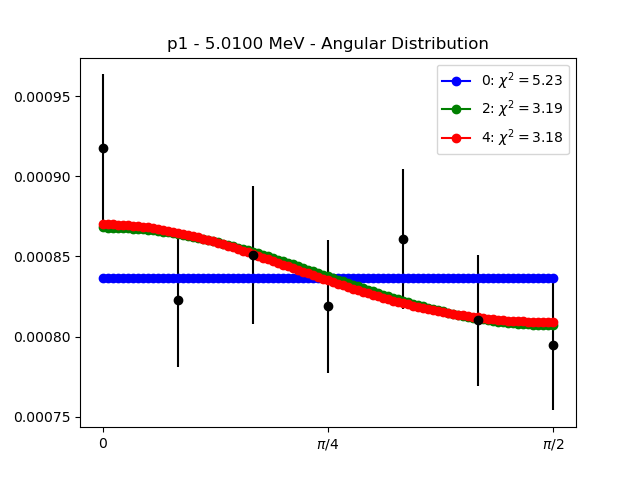 p1 - 5.0100 MeV - Angular Distribution
0: χ² = 5.23
2: χ² = 3.19
4: χ² = 3.18
0.00095
0.00090
0.00085
0.00080
0.00075
0
π/4
π/2